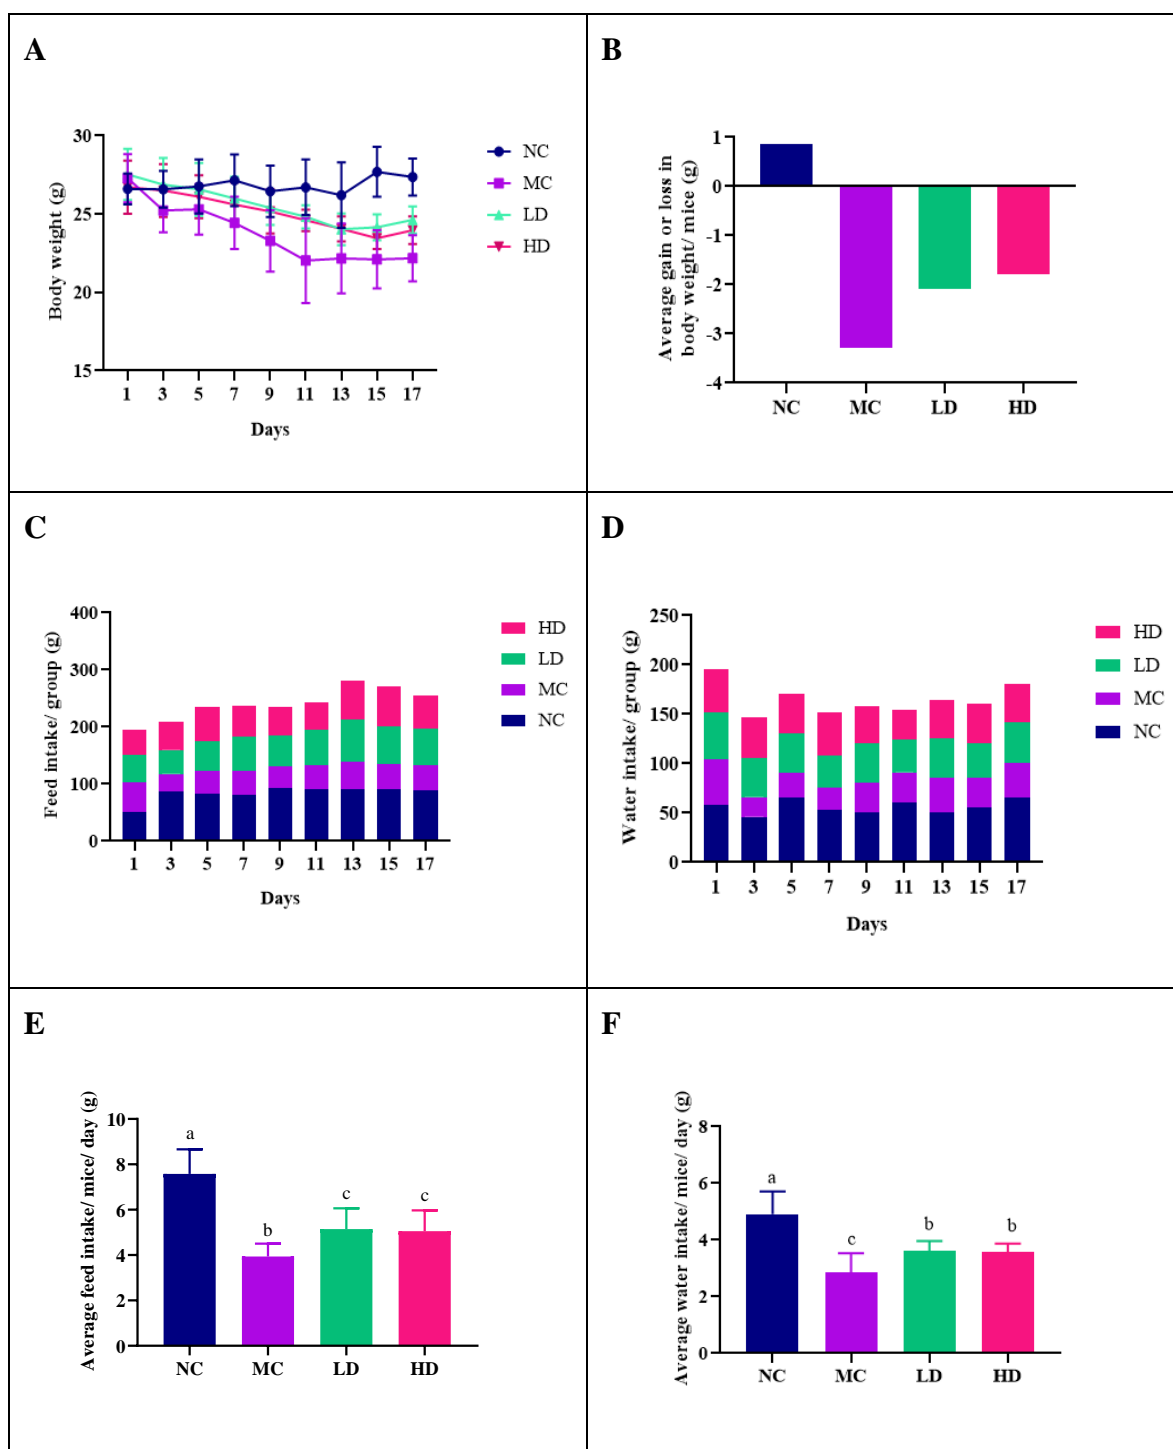 A
Body weight (g)
30
25
20
15
1 3 5 7 9 11 13 15 17
Days
NC
MC
LD
HD
B
Average gain or loss in
body weight/ mice (g)
1
0
-1
-2
-3
-4
NC MC LD HD
C
Feed intake/ group (g)
400
300
200
100
0
1 3 5 7 9 11 13 15 17
Days
HD
LD
MC
NC
D
Water intake/ group (g)
250
200
150
100
50
0
1 3 5 7 9 11 13 15 17
Days
HD
LD
MC
NC
E
Average feed intake/ mice/ day (g)
10
8
6
4
2
0
a
b
c
c
NC MC LD HD
F
Average water intake/ mice/ day (g)
8
6
4
2
0
a
c
b
b
NC MC LD HD